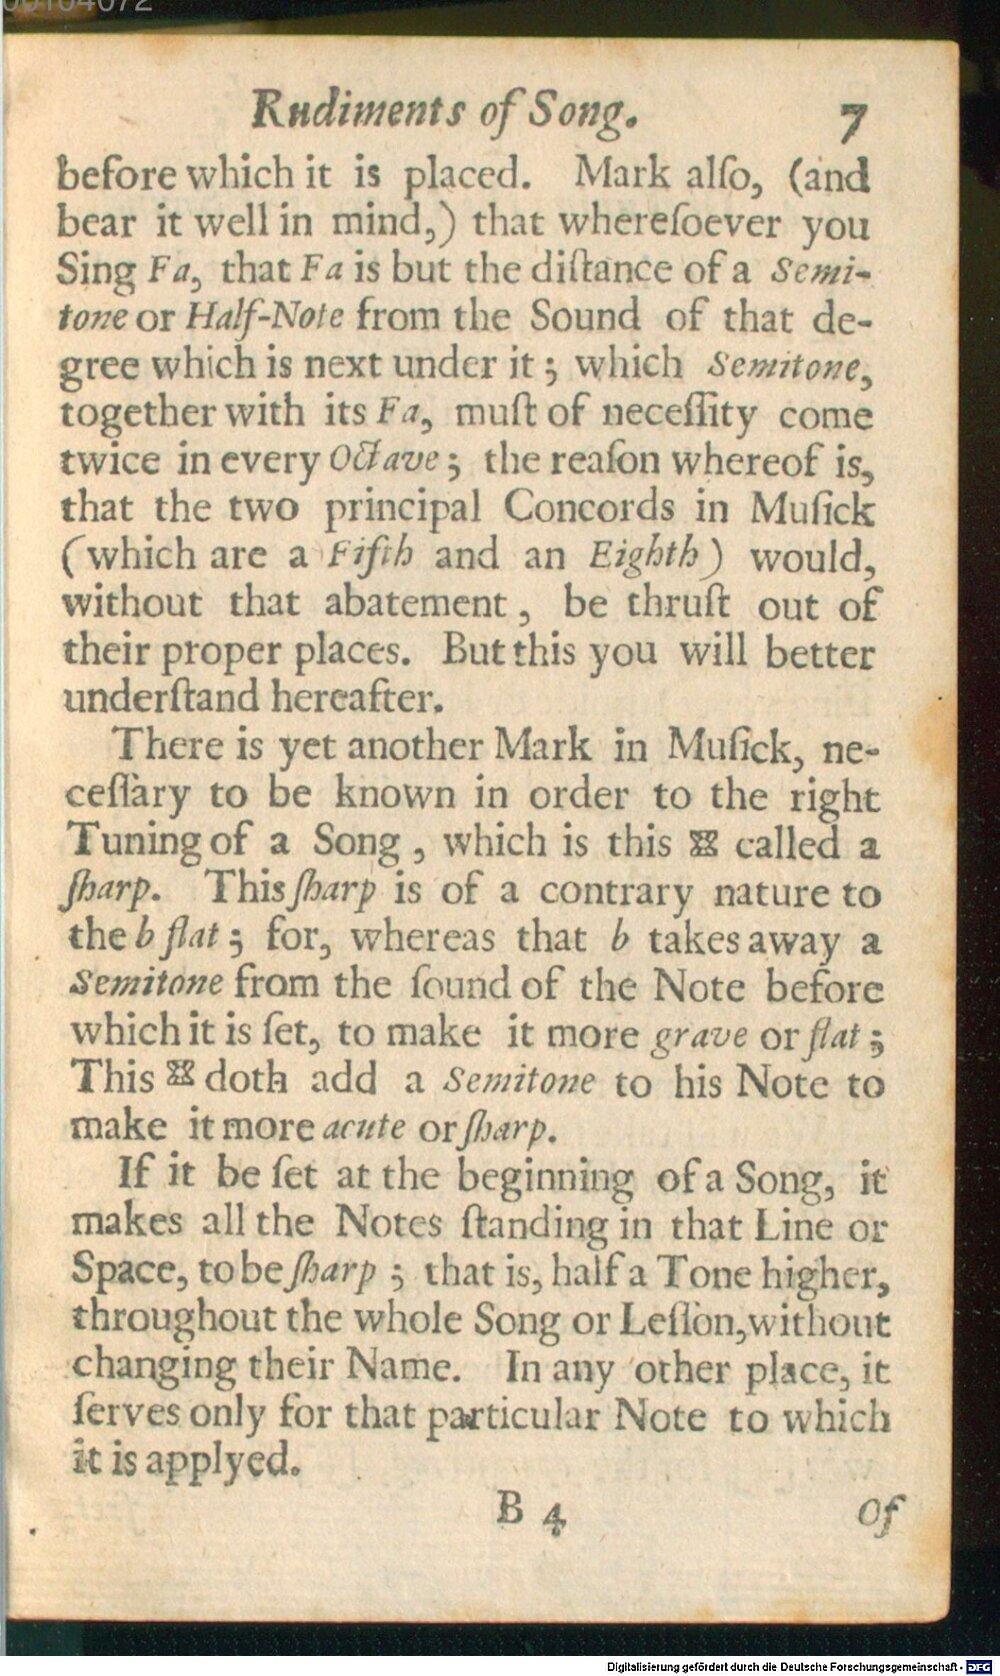 00104072
Rudiments of Song. 7
before which it is placed. Mark alſo, (and
bear it well in mind,) that whereſoever you
Sing Fa, that Fa is but the diſtance of a Semi-
tone or Half-Note from the Sound of that de-
gree which is next under it; which Semitone,
together with its Fa, muſt of neceſſity come
twice in every Octave; the reaſon whereof is,
that the two principal Concords in Muſick
(which are a Fifth and an Eighth) would,
without that abatement, be thruſt out of
their proper places. But this you will better
underſtand hereafter.
There is yet another Mark in Muſick, ne-
ceſſary to be known in order to the right
Tuning of a Song, which is this 𝄪 called a
ſharp. This ſharp is of a contrary nature to
the b flat; for, whereas that b takes away a
Semitone from the ſound of the Note before
which it is ſet, to make it more grave or flat;
This 𝄪 doth add a Semitone to his Note to
make it more acute or ſharp.
If it be ſet at the beginning of a Song, it
makes all the Notes ſtanding in that Line or
Space, to be ſharp; that is, half a Tone higher,
throughout the whole Song or Leſſon, without
changing their Name. In any other place, it
ſerves only for that particular Note to which
it is applyed.
B 4 Of
Digitalisierung gefördert durch die Deutsche Forschungsgemeinschaft - DFG